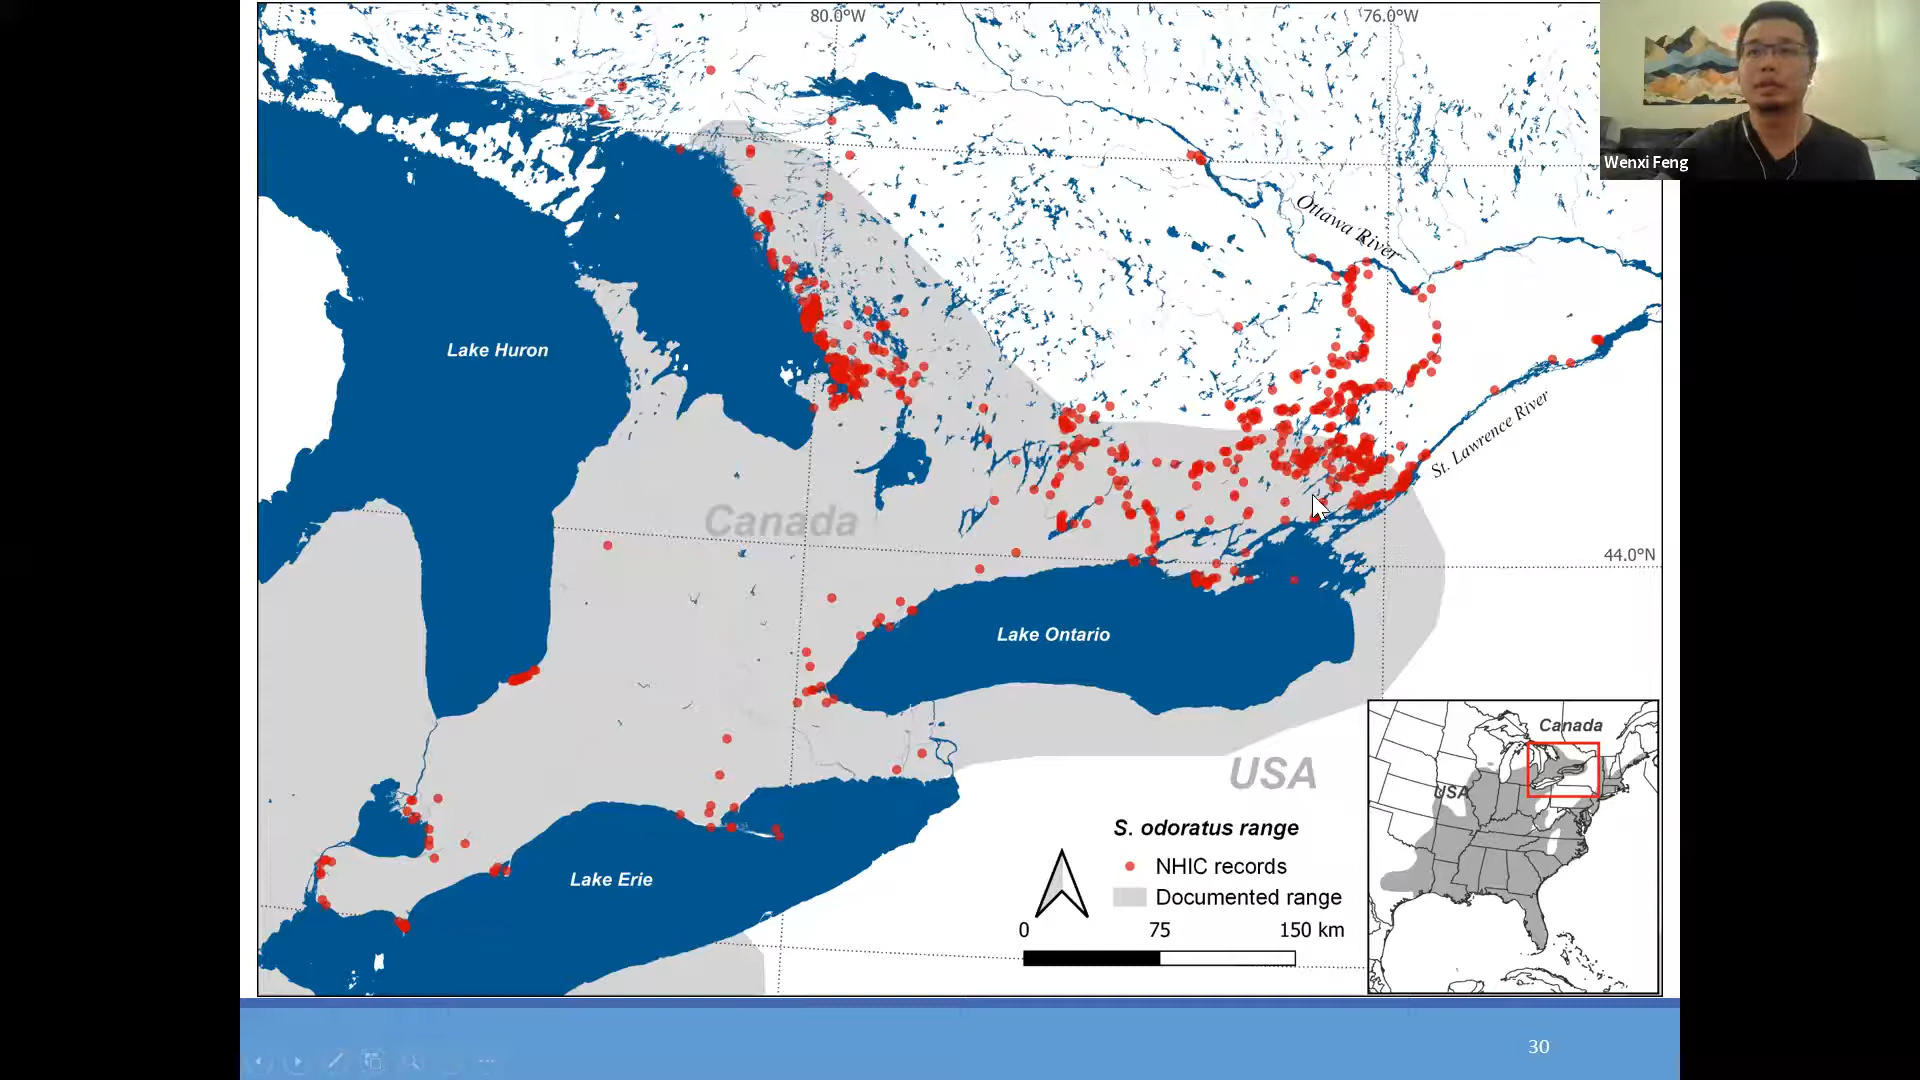 80.0°W
76.0°W
Wenxi Feng
Ottawa River
Lake Huron
St. Lawrence River
Canada
44.0°N
Lake Ontario
Canada
USA
USA
S. odoratus range
NHIC records
Lake Erie
Documented range
0 75 150 km
30